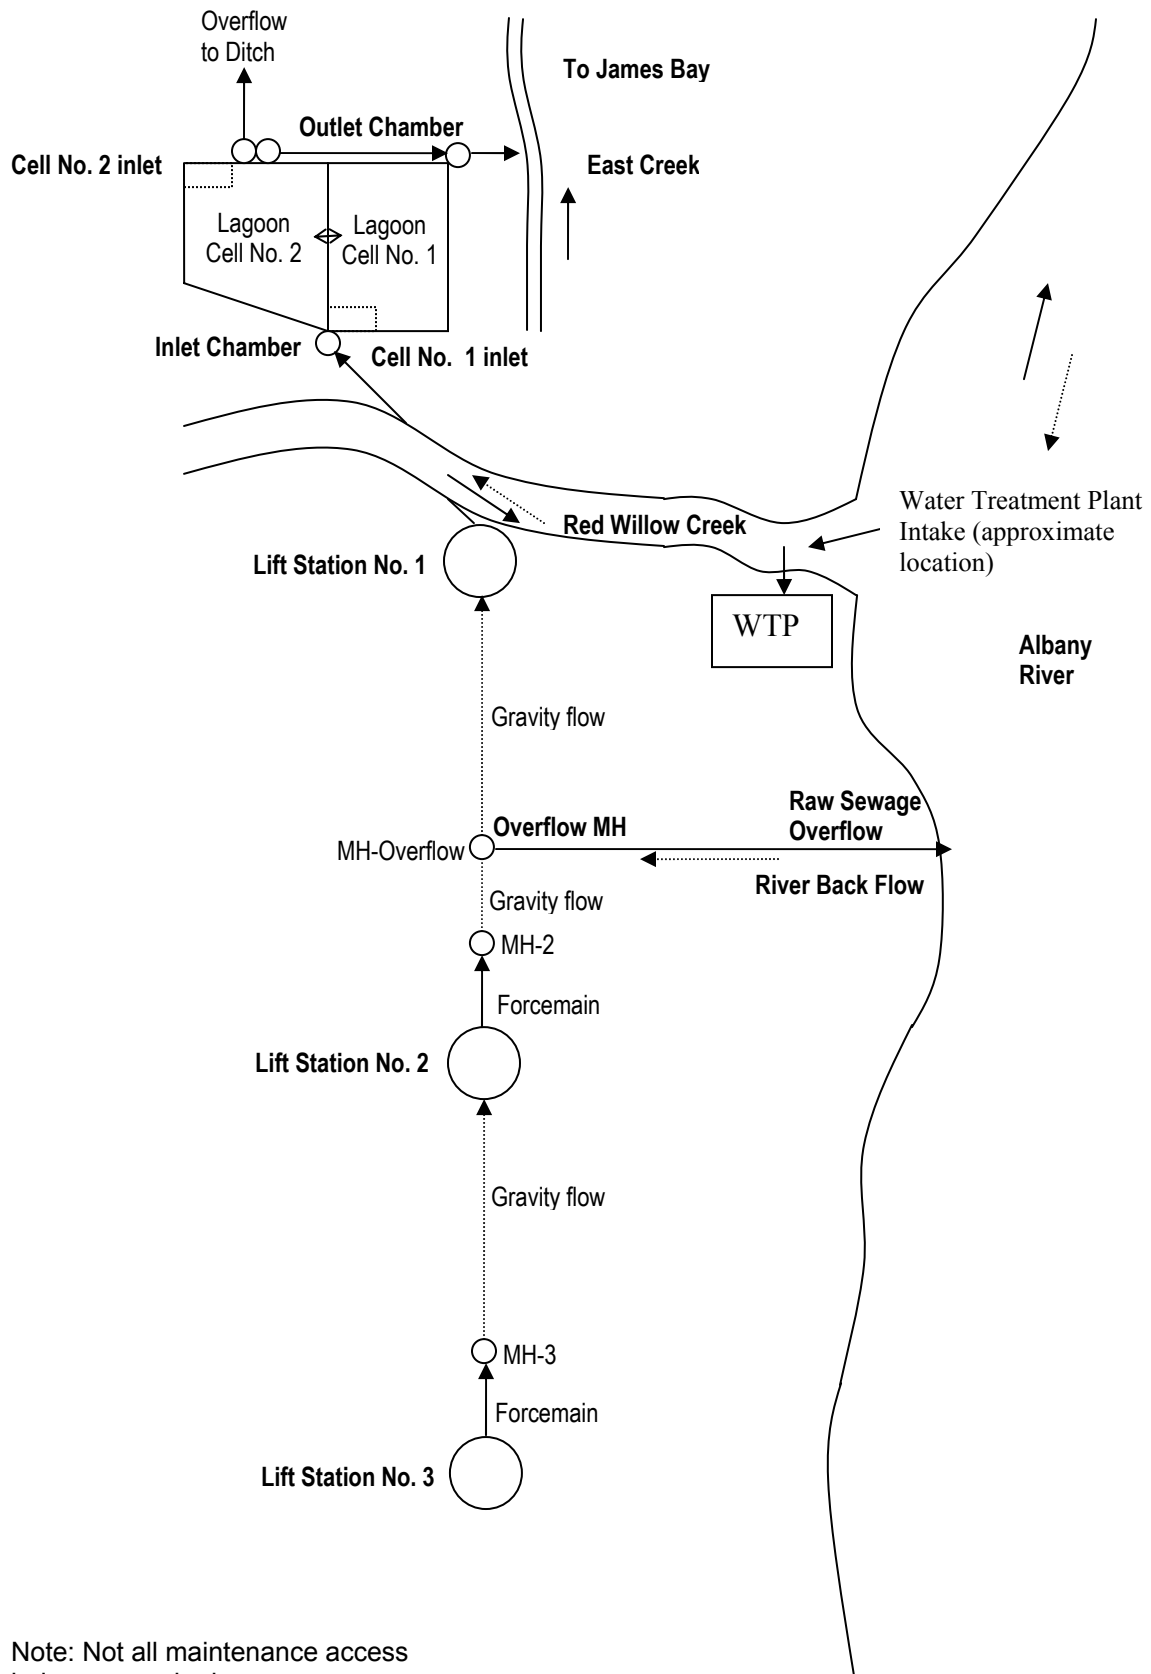 Overflow
to Ditch
To James Bay
Outlet Chamber
Cell No. 2 inlet
East Creek
Lagoon
Cell No. 2
Lagoon
Cell No. 1
Inlet Chamber
Cell No. 1 inlet
Water Treatment Plant
Intake (approximate
location)
Red Willow Creek
Lift Station No. 1
WTP
Albany
River
Gravity flow
Raw Sewage
Overflow
Overflow MH
MH-Overflow
River Back Flow
Gravity flow
MH-2
Forcemain
Lift Station No. 2
Gravity flow
MH-3
Forcemain
Lift Station No. 3
Note: Not all maintenance access